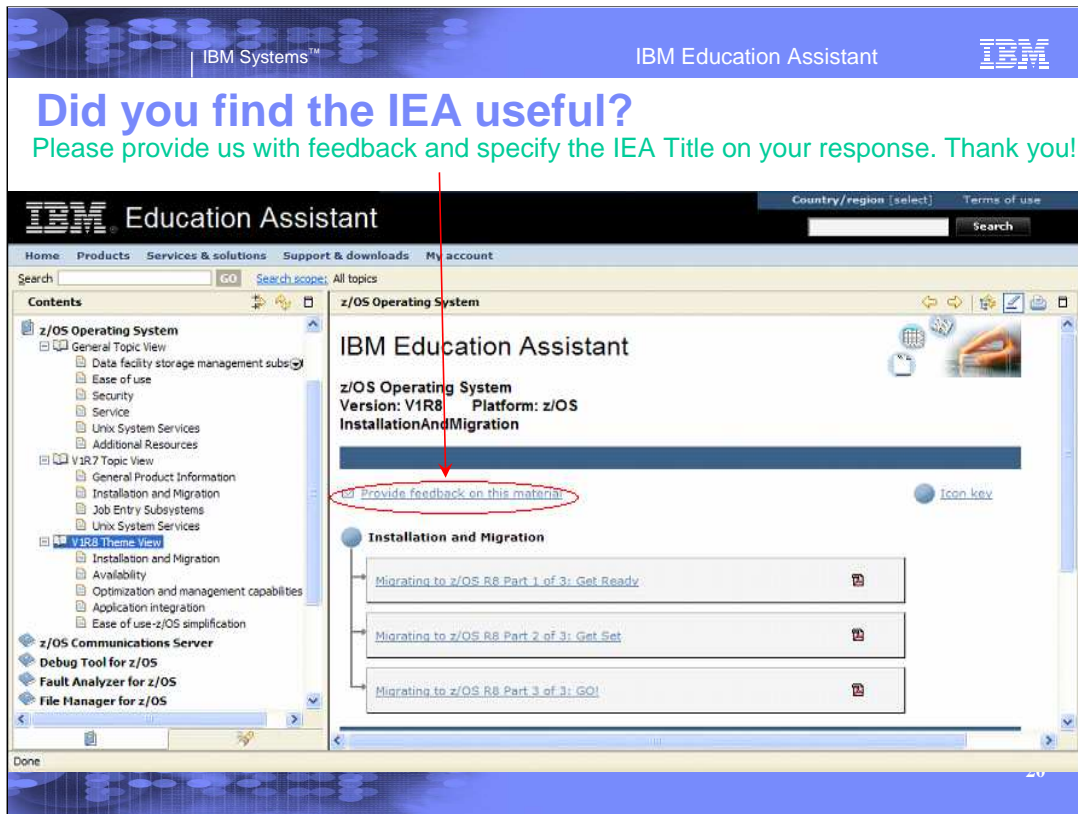 IBM Systems™
IBM Education Assistant
IBM
Did you find the IEA useful?
Please provide us with feedback and specify the IEA Title on your response. Thank you!
IBM® Education Assistant
Country/region [select] Terms of use
Search
Home Products Services & solutions Support & downloads My account
Search GO Search scope: All topics
Contents
z/OS Operating System
General Topic View
Data facility storage management subs
Ease of use
Security
Service
Unix System Services
Additional Resources
V1R7 Topic View
General Product Information
Installation and Migration
Job Entry Subsystems
Unix System Services
V1R8 Theme View
Installation and Migration
Availability
Optimization and management capabilities
Application integration
Ease of use-z/OS simplification
z/OS Communications Server
Debug Tool for z/OS
Fault Analyzer for z/OS
File Manager for z/OS
z/OS Operating System
IBM Education Assistant
z/OS Operating System
Version: V1R8 Platform: z/OS
InstallationAndMigration
Provide feedback on this material
Icon key
Installation and Migration
Migrating to z/OS R8 Part 1 of 3: Get Ready
Migrating to z/OS R8 Part 2 of 3: Get Set
Migrating to z/OS R8 Part 3 of 3: GO!
Done